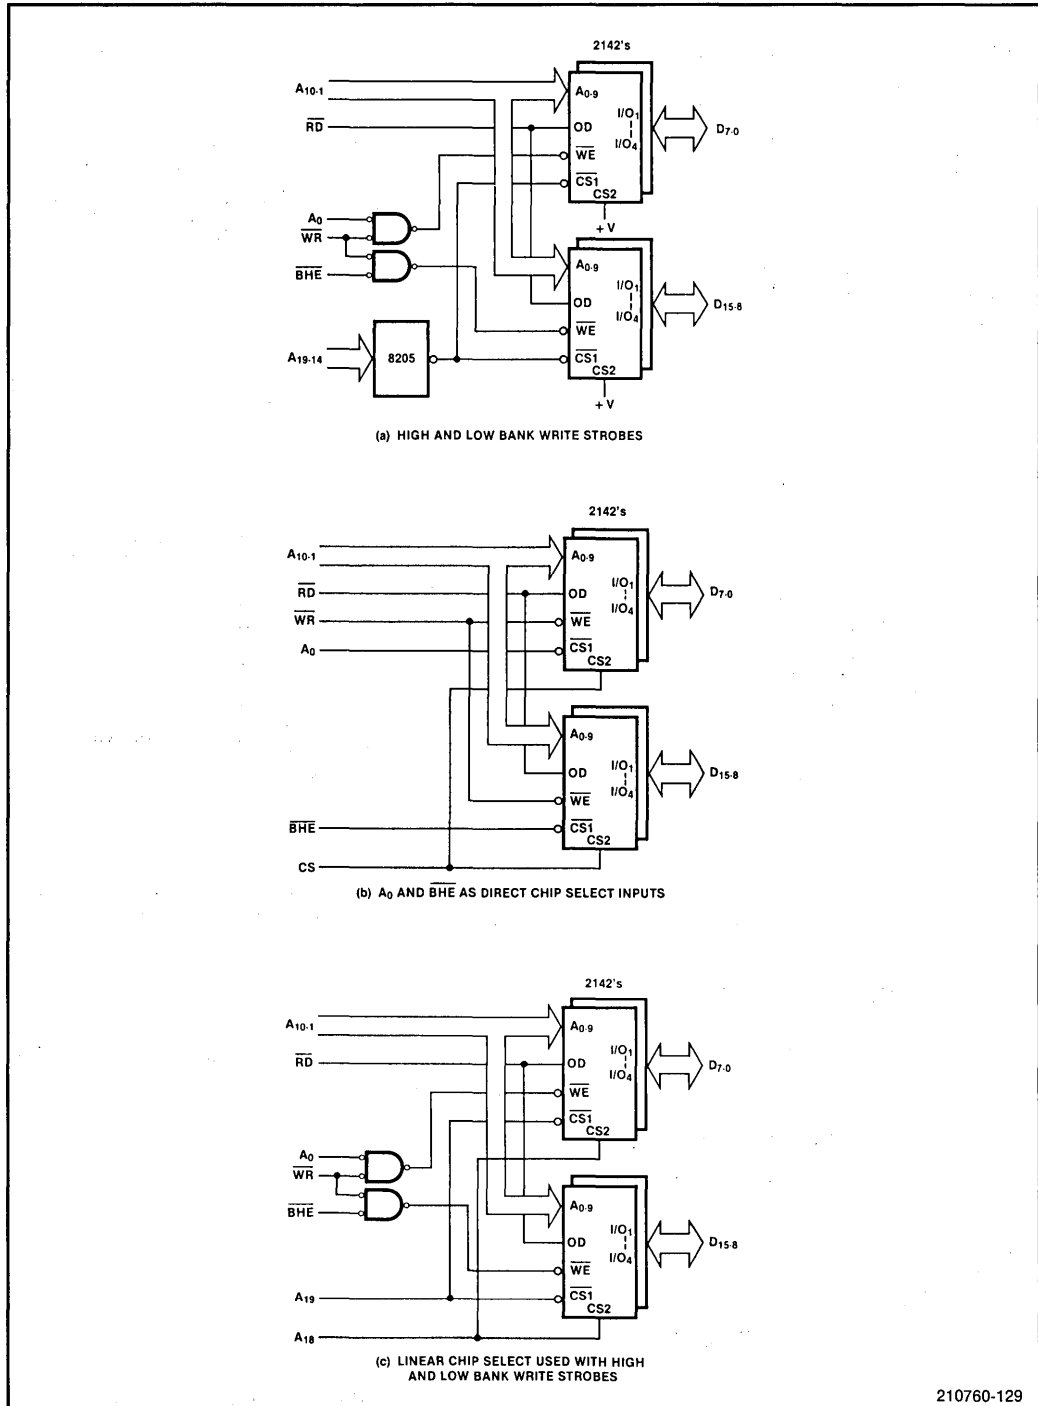 2142's
A10-1
A0-9
I/O1
I/O4
D7-0
RD
OD
WE
CS1
CS2
+ V
A0
WR
BHE
A0-9
I/O1
I/O4
D15-8
OD
WE
A19-14
8205
CS1
CS2
+ V
(a) HIGH AND LOW BANK WRITE STROBES
2142's
A10-1
A0-9
I/O1
I/O4
D7-0
RD
OD
WR
WE
A0
CS1
CS2
A0-9
I/O1
I/O4
D15-8
OD
WE
BHE
CS1
CS2
CS
(b) A0 AND BHE AS DIRECT CHIP SELECT INPUTS
2142's
A10-1
A0-9
I/O1
I/O4
D7-0
RD
OD
WE
CS1
CS2
A0
WR
BHE
A0-9
I/O1
I/O4
D15-8
OD
WE
A19
CS1
CS2
A18
(c) LINEAR CHIP SELECT USED WITH HIGH
AND LOW BANK WRITE STROBES
210760-129